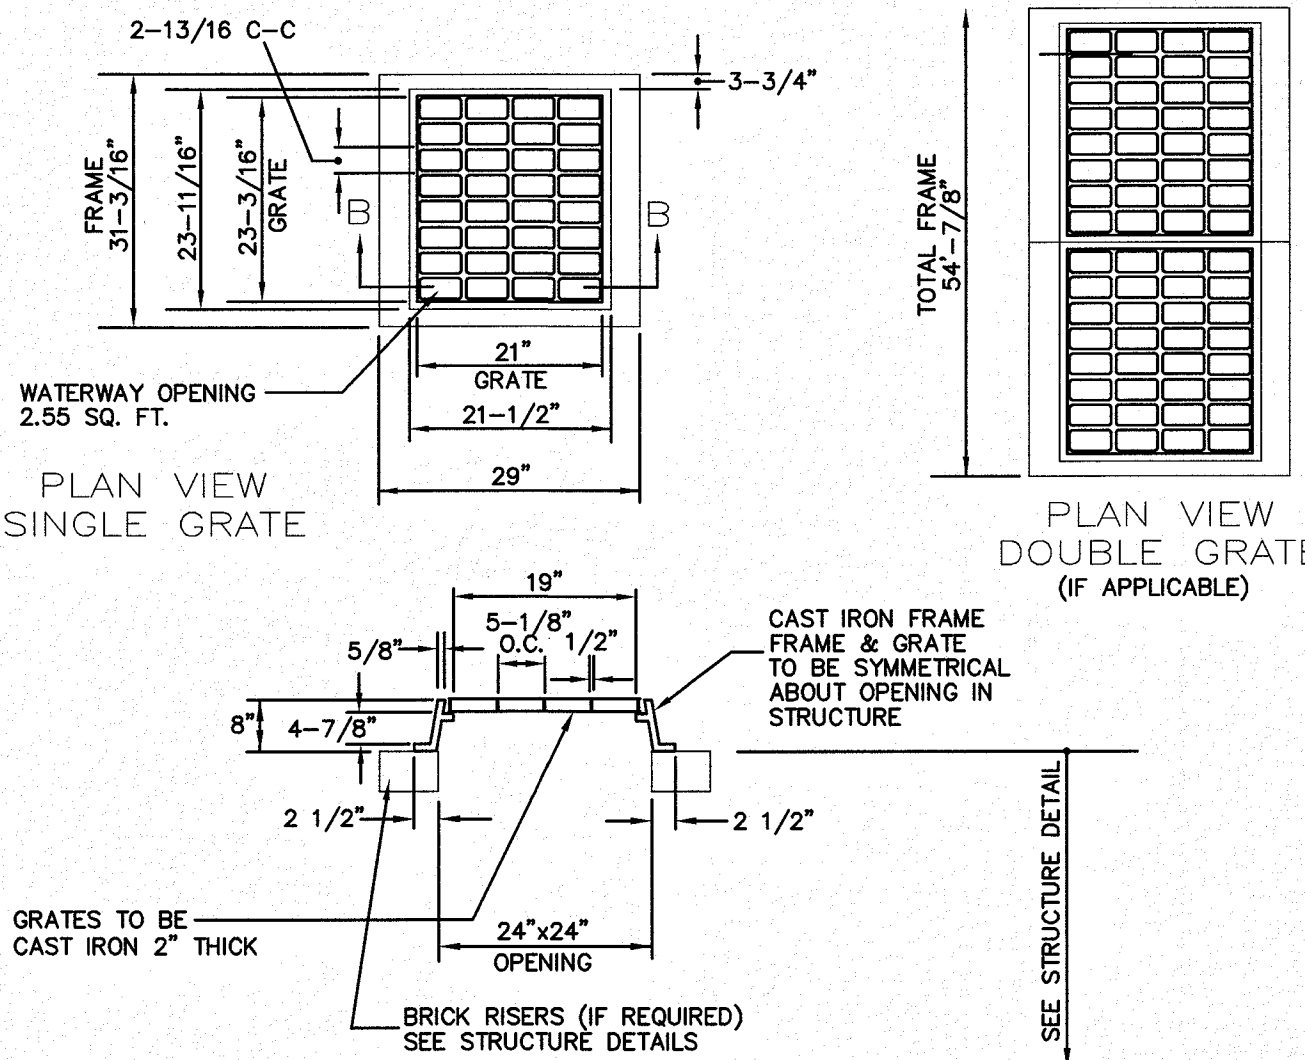 2-13/16 C-C
3-3/4"
FRAME
31-3/16"
23-11/16"
23-3/16"
GRATE
B
B
21"
GRATE
21-1/2"
29"
WATERWAY OPENING
2.55 SQ. FT.
PLAN VIEW
SINGLE GRATE
TOTAL FRAME
54'-7/8"
PLAN VIEW
DOUBLE GRATE
(IF APPLICABLE)
19"
5-1/8"
O.C.
1/2"
5/8"
8"
4-7/8"
CAST IRON FRAME
FRAME & GRATE
TO BE SYMMETRICAL
ABOUT OPENING IN
STRUCTURE
2 1/2"
2 1/2"
GRATES TO BE
CAST IRON 2" THICK
24"x24"
OPENING
BRICK RISERS (IF REQUIRED)
SEE STRUCTURE DETAILS
SEE STRUCTURE DETAIL